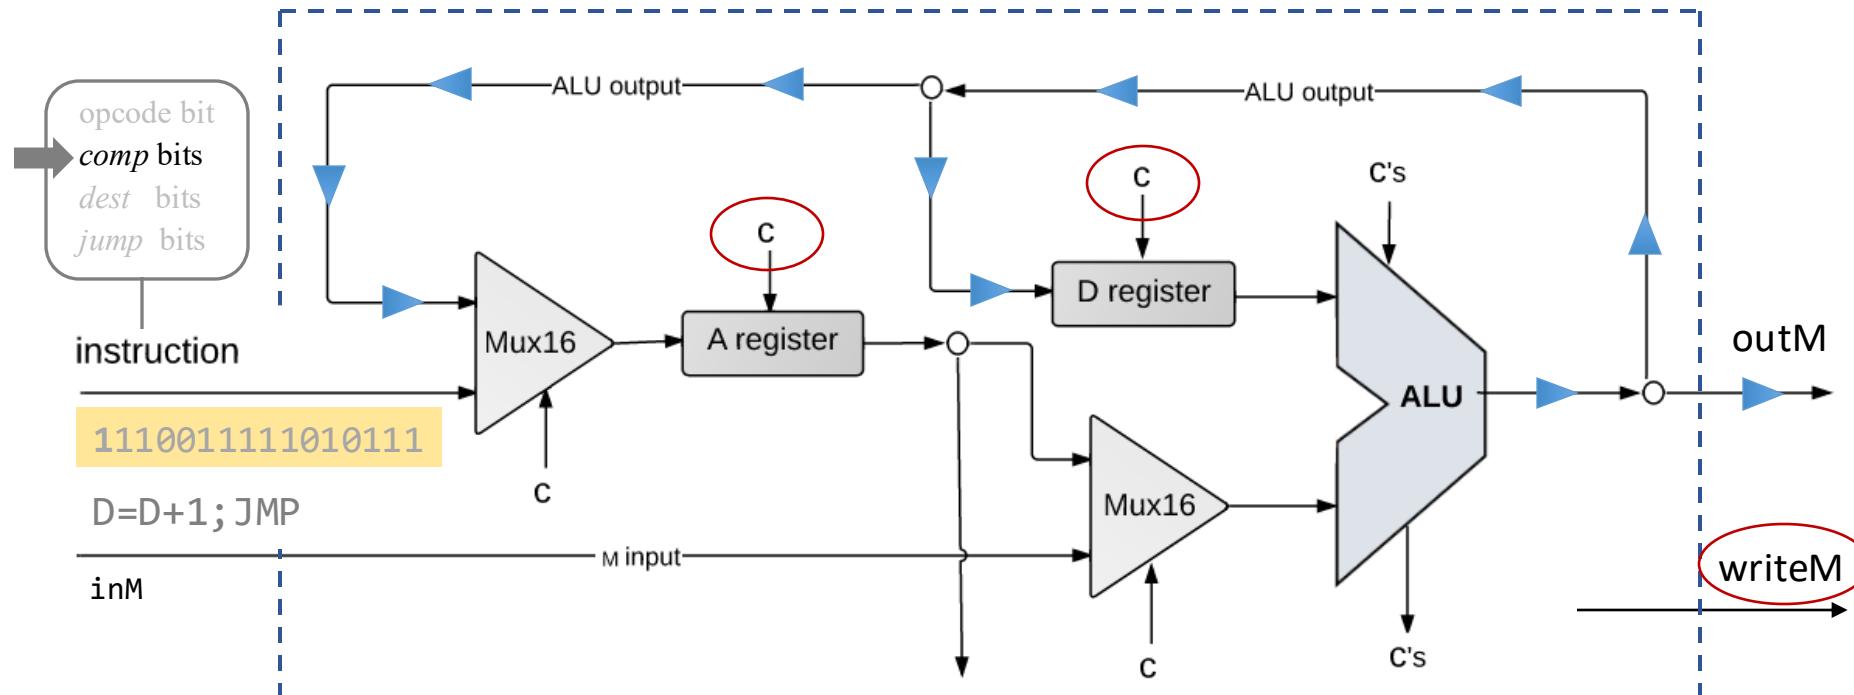 opcode bit
comp bits
dest bits
jump bits
instruction
1110011111010111
D=D+1;JMP
inM
ALU output
ALU output
c
c
c's
Mux16
A register
D register
ALU
c
Mux16
M input
c
c's
outM
writeM